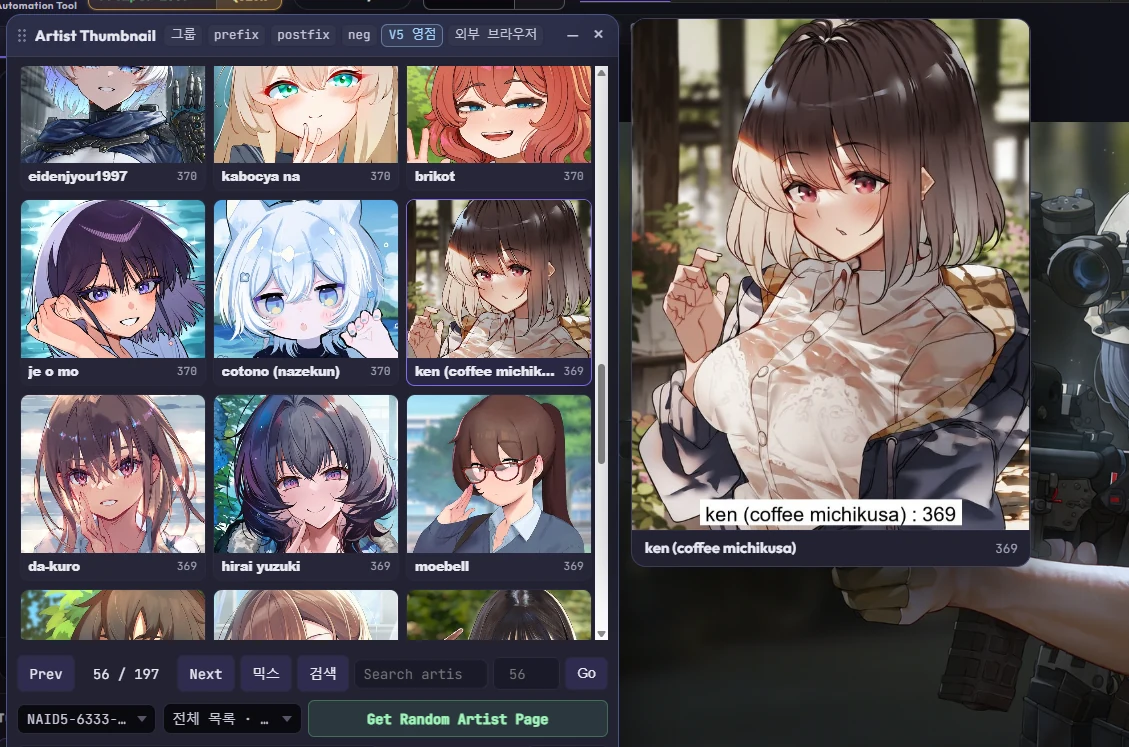 Automation Tool
Artist Thumbnail 그룹 prefix postfix neg V5 영점 외부 브라우저
eidenjyou1997 370
kabocya na 370
brikot 370
je o mo 370
cotono (nazekun) 370
ken (coffee michik... 369
da-kuro 369
hirai yuzuki 369
moebell 369
Prev 56 / 197 Next 믹스 검색 Search artis 56 Go
NAID5-6333-… 전체 목록 · …
Get Random Artist Page
ken (coffee michikusa) : 369
ken (coffee michikusa) 369